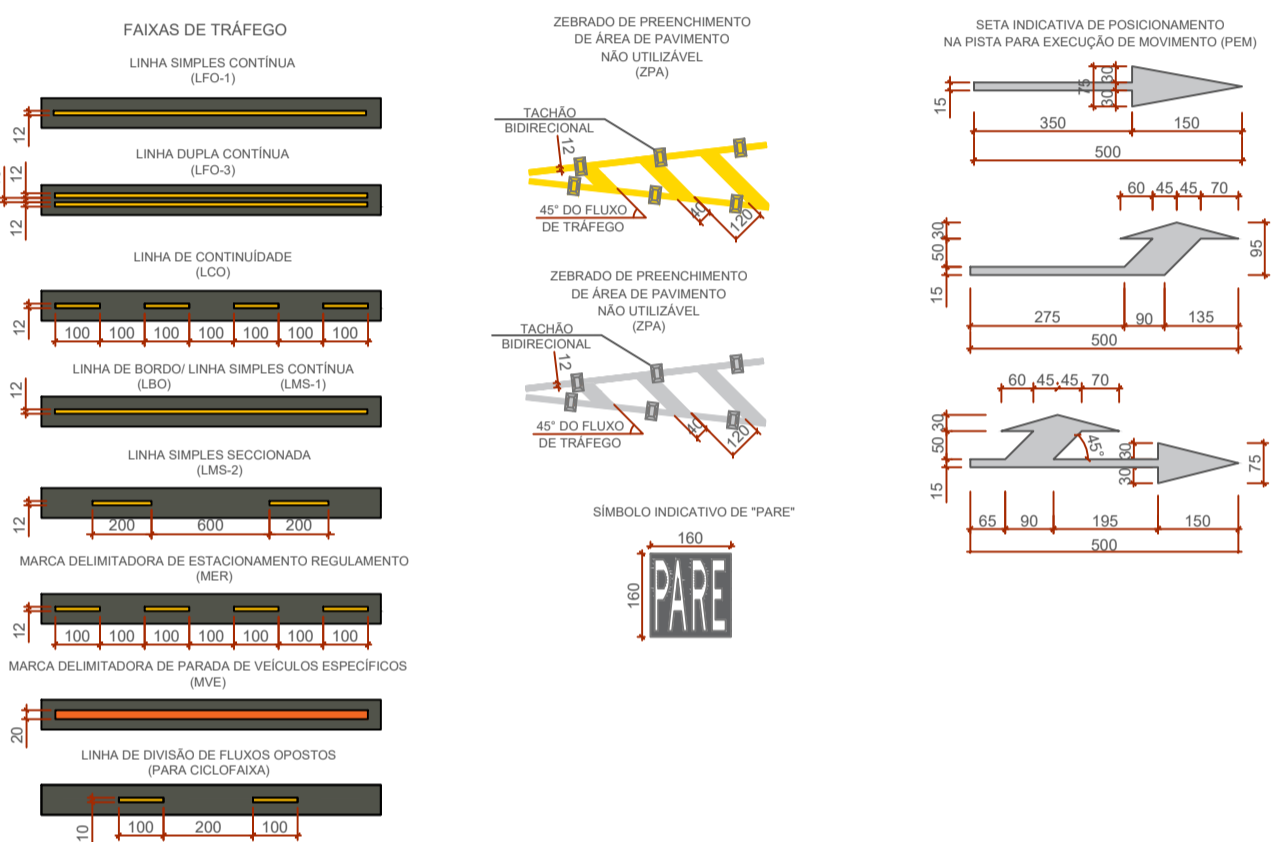 FAIXAS DE TRÁFEGO
LINHA SIMPLES CONTÍNUA
(LFO-1)
12
LINHA DUPLA CONTÍNUA
(LFO-3)
12
12
LINHA DE CONTINUÍDADE
(LCO)
12
100 100 100 100 100 100 100
LINHA DE BORDO/ LINHA SIMPLES CONTÍNUA
(LBO) (LMS-1)
12
LINHA SIMPLES SECCIONADA
(LMS-2)
12
200 600 200
MARCA DELIMITADORA DE ESTACIONAMENTO REGULAMENTO
(MER)
12
100 100 100 100 100 100 100
MARCA DELIMITADORA DE PARADA DE VEÍCULOS ESPECÍFICOS
(MVE)
20
LINHA DE DIVISÃO DE FLUXOS OPOSTOS
(PARA CICLOFAIXA)
10
100 200 100
ZEBRADO DE PREENCHIMENTO
DE ÁREA DE PAVIMENTO
NÃO UTILIZÁVEL
(ZPA)
TACHÃO
BIDIRECIONAL
12
45° DO FLUXO
DE TRÁFEGO
40
120
ZEBRADO DE PREENCHIMENTO
DE ÁREA DE PAVIMENTO
NÃO UTILIZÁVEL
(ZPA)
TACHÃO
BIDIRECIONAL
12
45° DO FLUXO
DE TRÁFEGO
40
120
SÍMBOLO INDICATIVO DE "PARE"
160
160
PARE
SETA INDICATIVA DE POSICIONAMENTO
NA PISTA PARA EXECUÇÃO DE MOVIMENTO (PEM)
15
75
30
30
350 150
500
60 45 45 70
30
50
15
95
275 90 135
500
60 45 45 70
30
50
15
45°
30
30
75
65 90 195 150
500